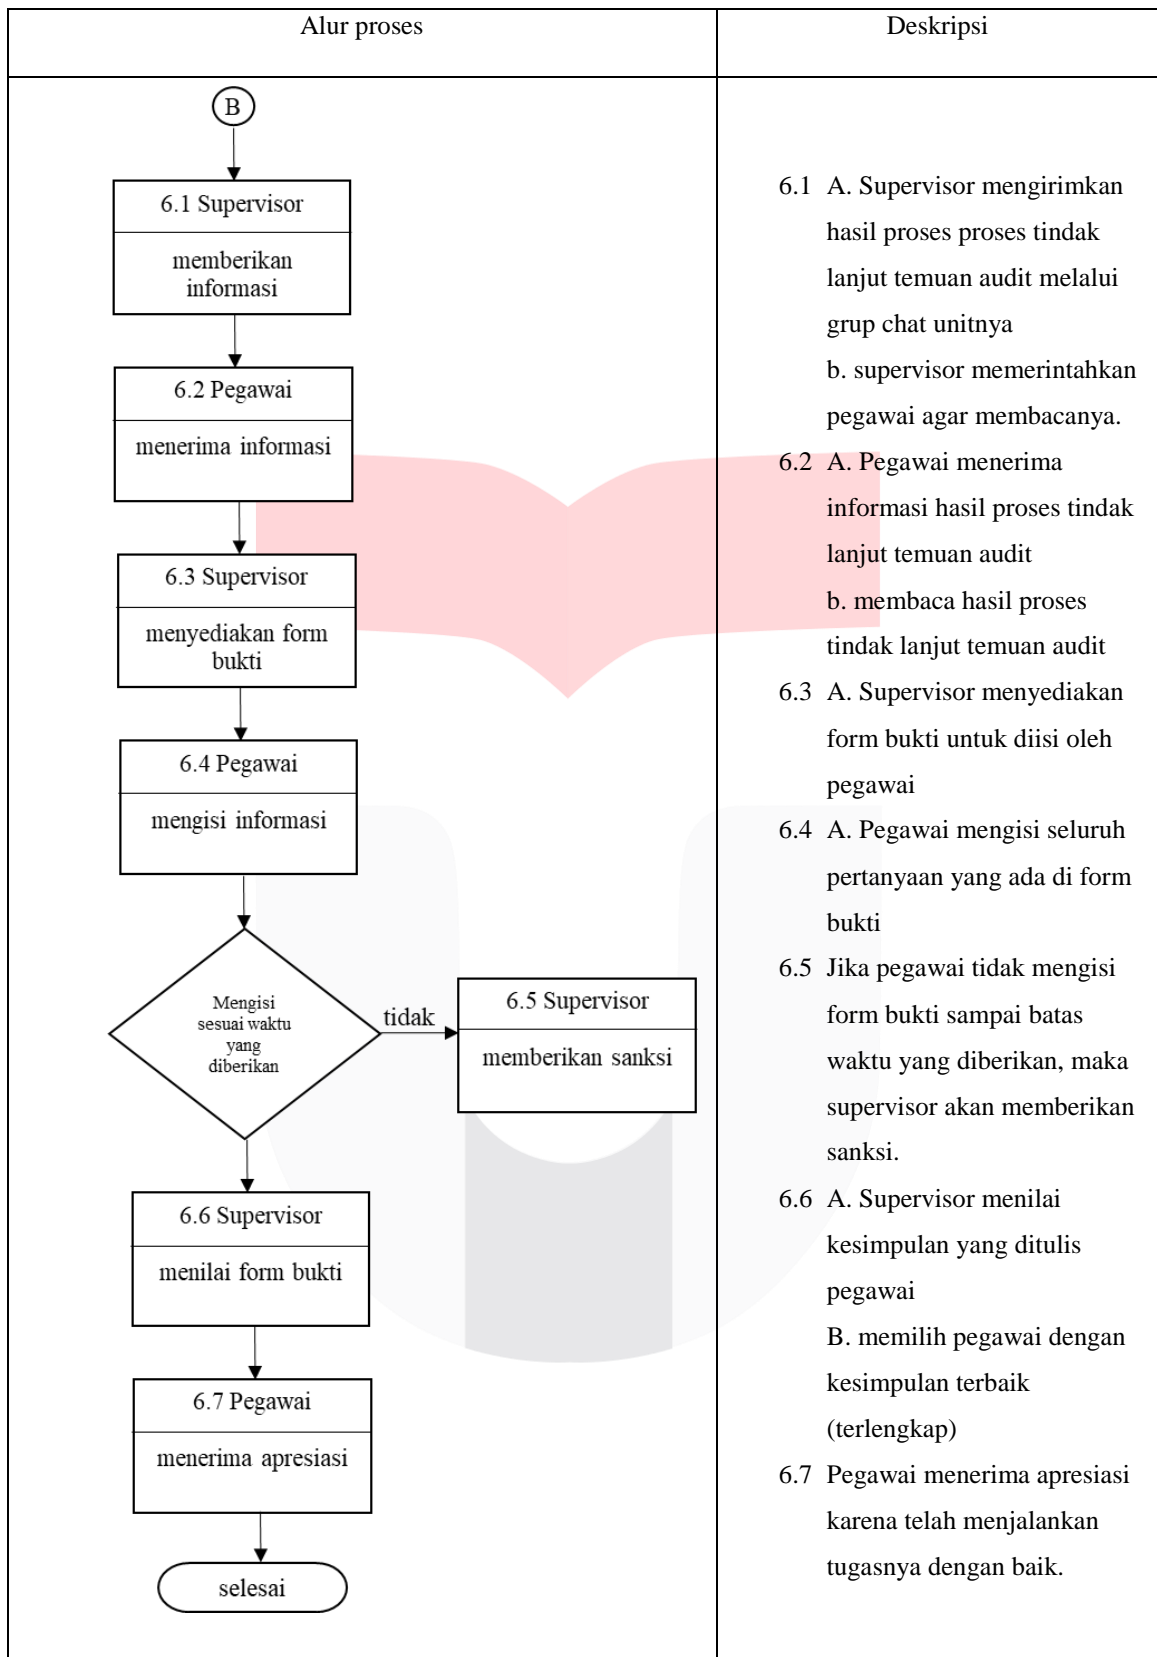 Alur proses
Deskripsi
B
6.1 Supervisor
memberikan
informasi
6.2 Pegawai
menerima informasi
6.3 Supervisor
menyediakan form
bukti
6.4 Pegawai
mengisi informasi
Mengisi
sesuai waktu
yang
diberikan
tidak
6.5 Supervisor
memberikan sanksi
6.6 Supervisor
menilai form bukti
6.7 Pegawai
menerima apresiasi
selesai
6.1 A. Supervisor mengirimkan
hasil proses proses tindak
lanjut temuan audit melalui
grup chat unitnya
b. supervisor memerintahkan
pegawai agar membacanya.
6.2 A. Pegawai menerima
informasi hasil proses tindak
lanjut temuan audit
b. membaca hasil proses
tindak lanjut temuan audit
6.3 A. Supervisor menyediakan
form bukti untuk diisi oleh
pegawai
6.4 A. Pegawai mengisi seluruh
pertanyaan yang ada di form
bukti
6.5 Jika pegawai tidak mengisi
form bukti sampai batas
waktu yang diberikan, maka
supervisor akan memberikan
sanksi.
6.6 A. Supervisor menilai
kesimpulan yang ditulis
pegawai
B. memilih pegawai dengan
kesimpulan terbaik
(terlengkap)
6.7 Pegawai menerima apresiasi
karena telah menjalankan
tugasnya dengan baik.